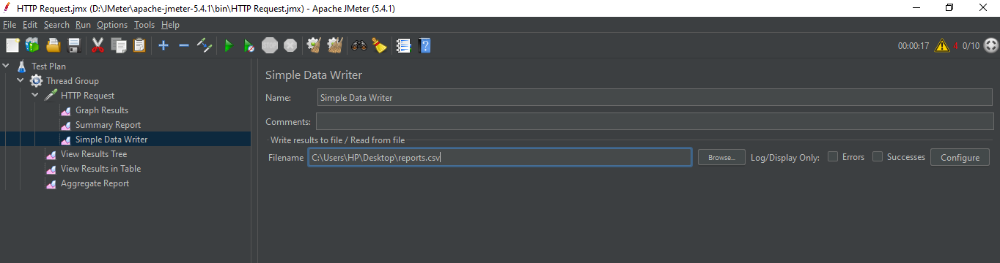 HTTP Request.jmx (D:\JMeter\apache-jmeter-5.4.1\bin\HTTP Request.jmx) - Apache JMeter (5.4.1)
File Edit Search Run Options Tools Help
STOP ? 00:00:17 4 0/10
Test Plan
Thread Group
HTTP Request
Graph Results
Summary Report
Simple Data Writer
View Results Tree
View Results in Table
Aggregate Report
Simple Data Writer
Name: Simple Data Writer
Comments:
Write results to file / Read from file
Filename C:\Users\HP\Desktop\reports.csv Browse... Log/Display Only: Errors Successes Configure